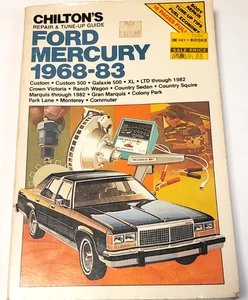 CHILTON'S
REPAIR & TUNE-UP GUIDE
FORD
MERCURY
1968-83
Custom • Custom 500 • Galaxie 500 • XL • LTD through 1982
Crown Victoria • Ranch Wagon • Country Sedan • Country Squire
Marquis through 1982 • Gran Marquis • Colony Park
Park Lane • Monterey • Commuter
BOOKS
SALE PRICE